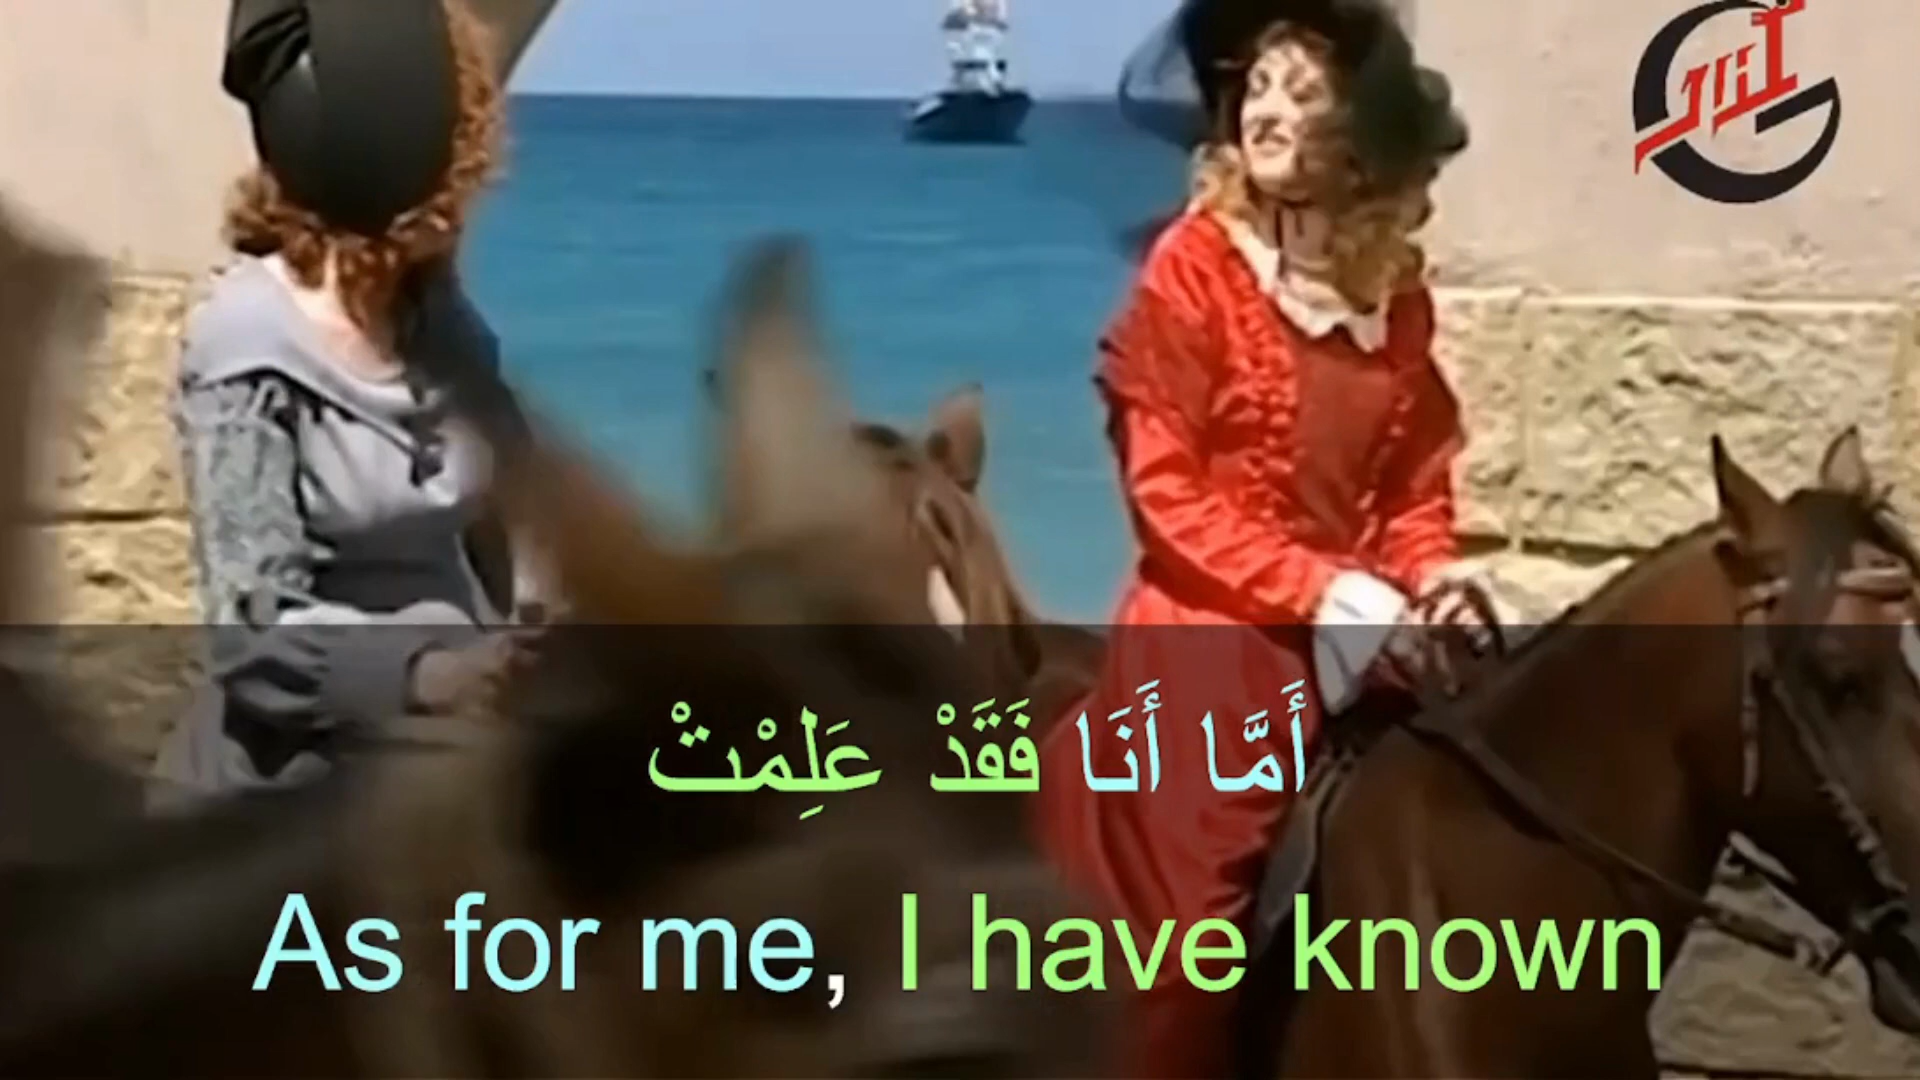 أَمَّا أَنَا فَقَدْ عَلِمْتْ
As for me, I have known